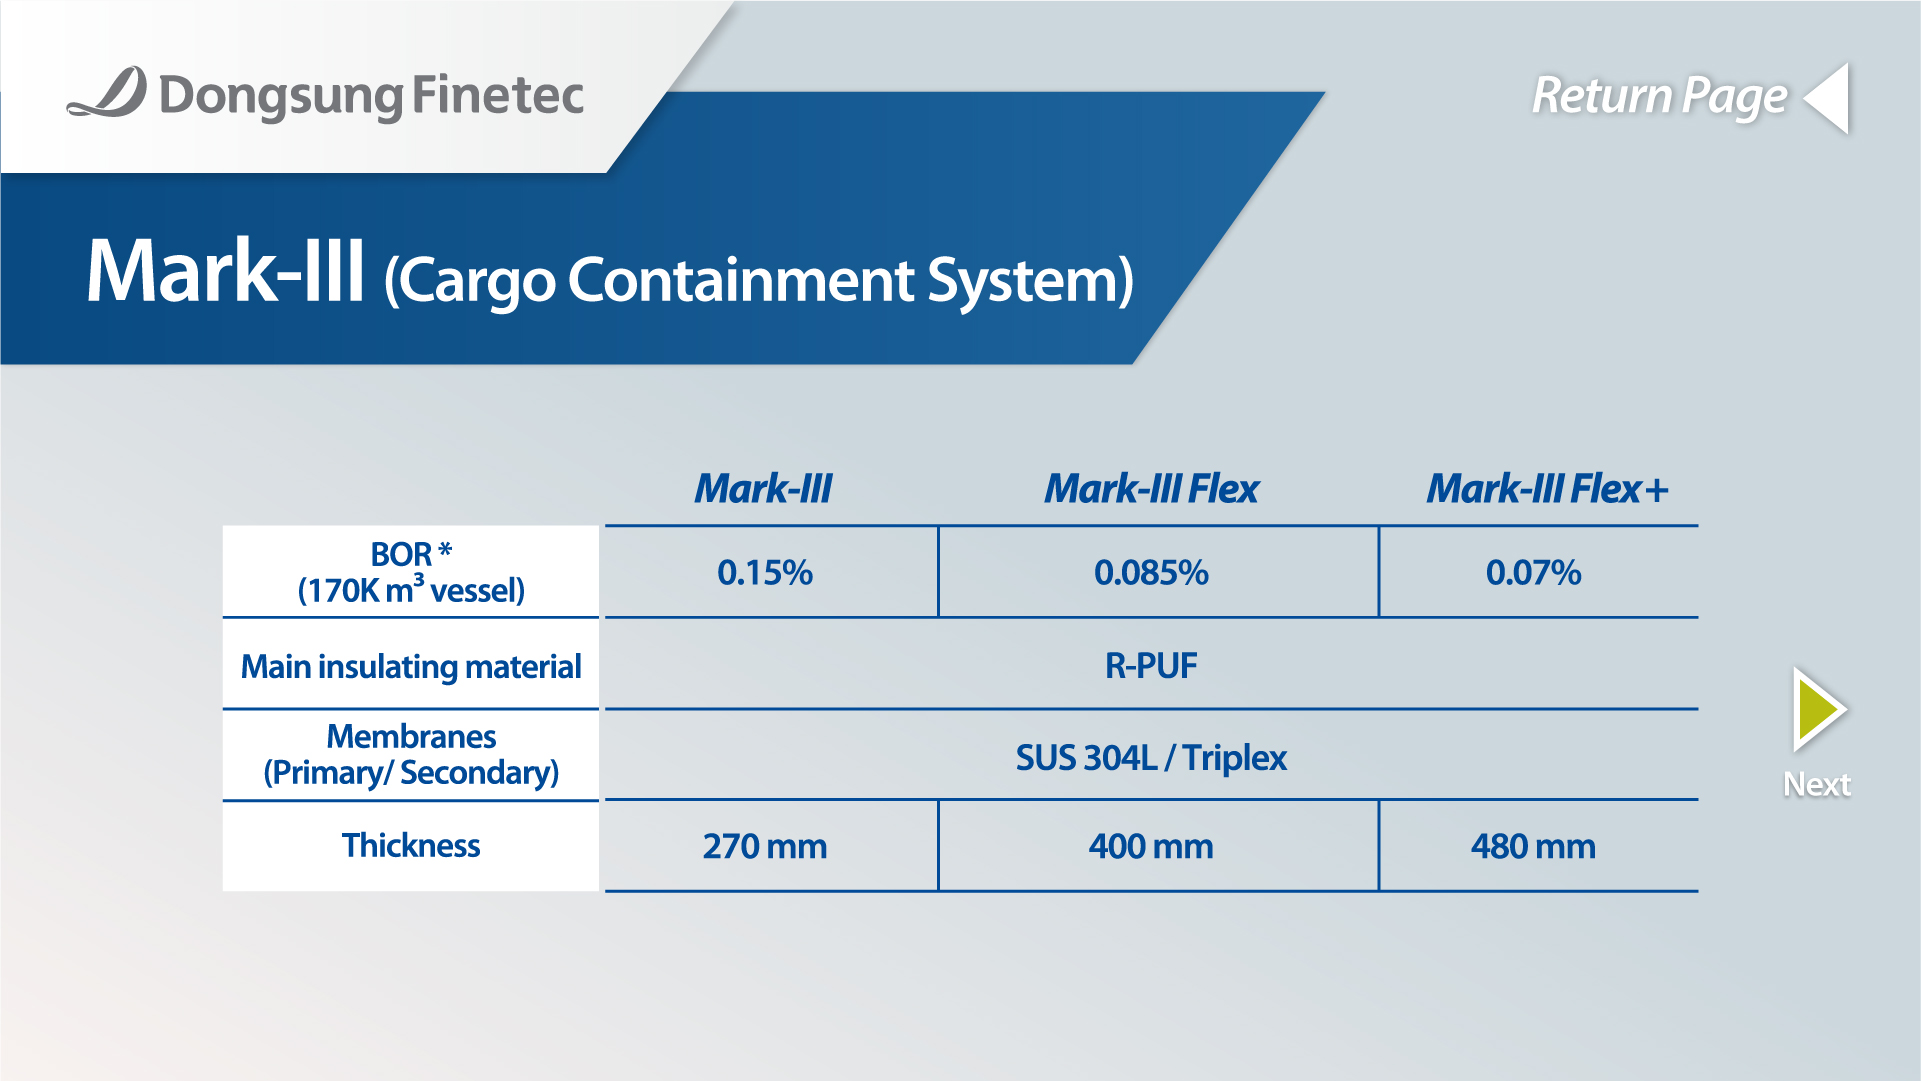 Dongsung Finetec
Return Page
Mark-III (Cargo Containment System)
Mark-III Mark-III Flex Mark-III Flex+
BOR *
(170K m³ vessel)
0.15% 0.085% 0.07%
Main insulating material R-PUF
Membranes
(Primary/ Secondary)
SUS 304L / Triplex
Next
Thickness 270 mm 400 mm 480 mm